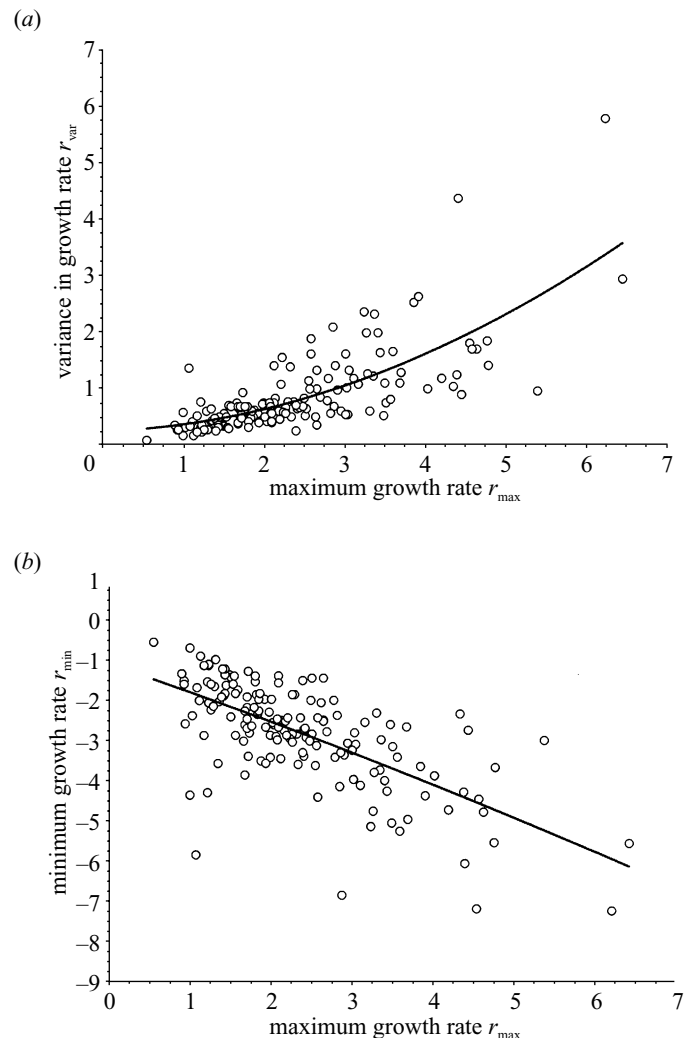 (a)
7
6
5
4
3
2
1
0
variance in growth rate r_var
1 2 3 4 5 6 7
maximum growth rate r_max
(b)
1
0
–1
–2
–3
–4
–5
–6
–7
–8
–9
minimum growth rate r_min
0 1 2 3 4 5 6 7
maximum growth rate r_max